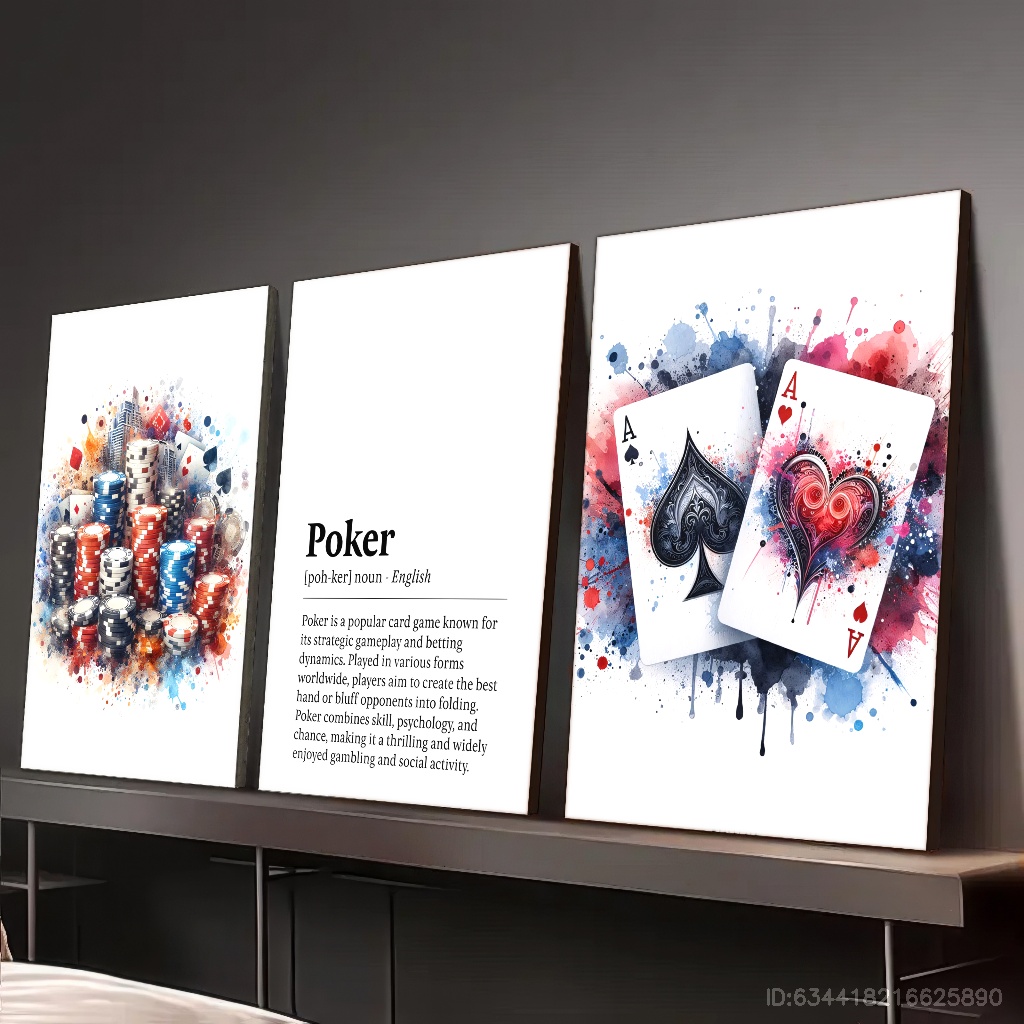 Poker
[poh-ker] noun - English
Poker is a popular card game known for
its strategic gameplay and betting
dynamics. Played in various forms
worldwide, players aim to create the best
hand or bluff opponents into folding.
Poker combines skill, psychology, and
chance, making it a thrilling and widely
enjoyed gambling and social activity.
A
A
A
ID:634418216625890